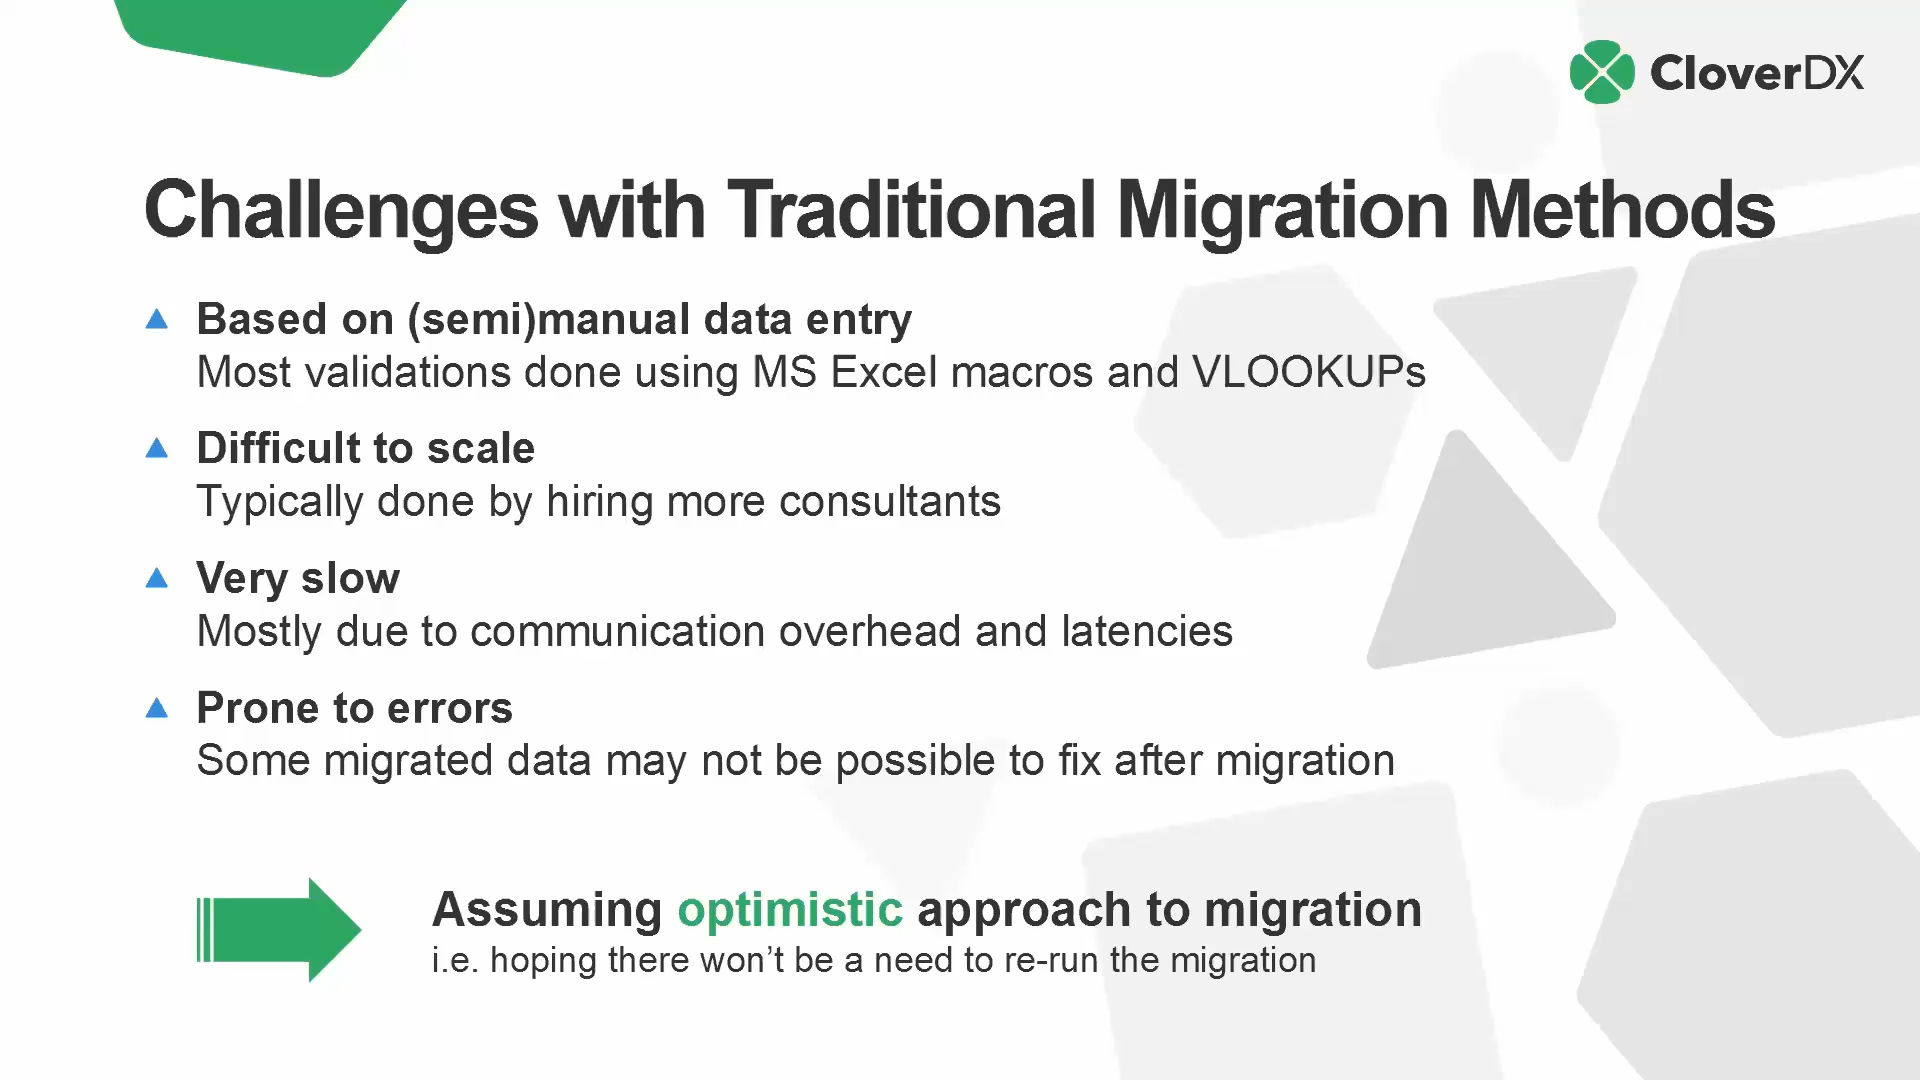 CloverDX
Challenges with Traditional Migration Methods
Based on (semi)manual data entry
Most validations done using MS Excel macros and VLOOKUPs
Difficult to scale
Typically done by hiring more consultants
Very slow
Mostly due to communication overhead and latencies
Prone to errors
Some migrated data may not be possible to fix after migration
Assuming optimistic approach to migration
i.e. hoping there won’t be a need to re-run the migration